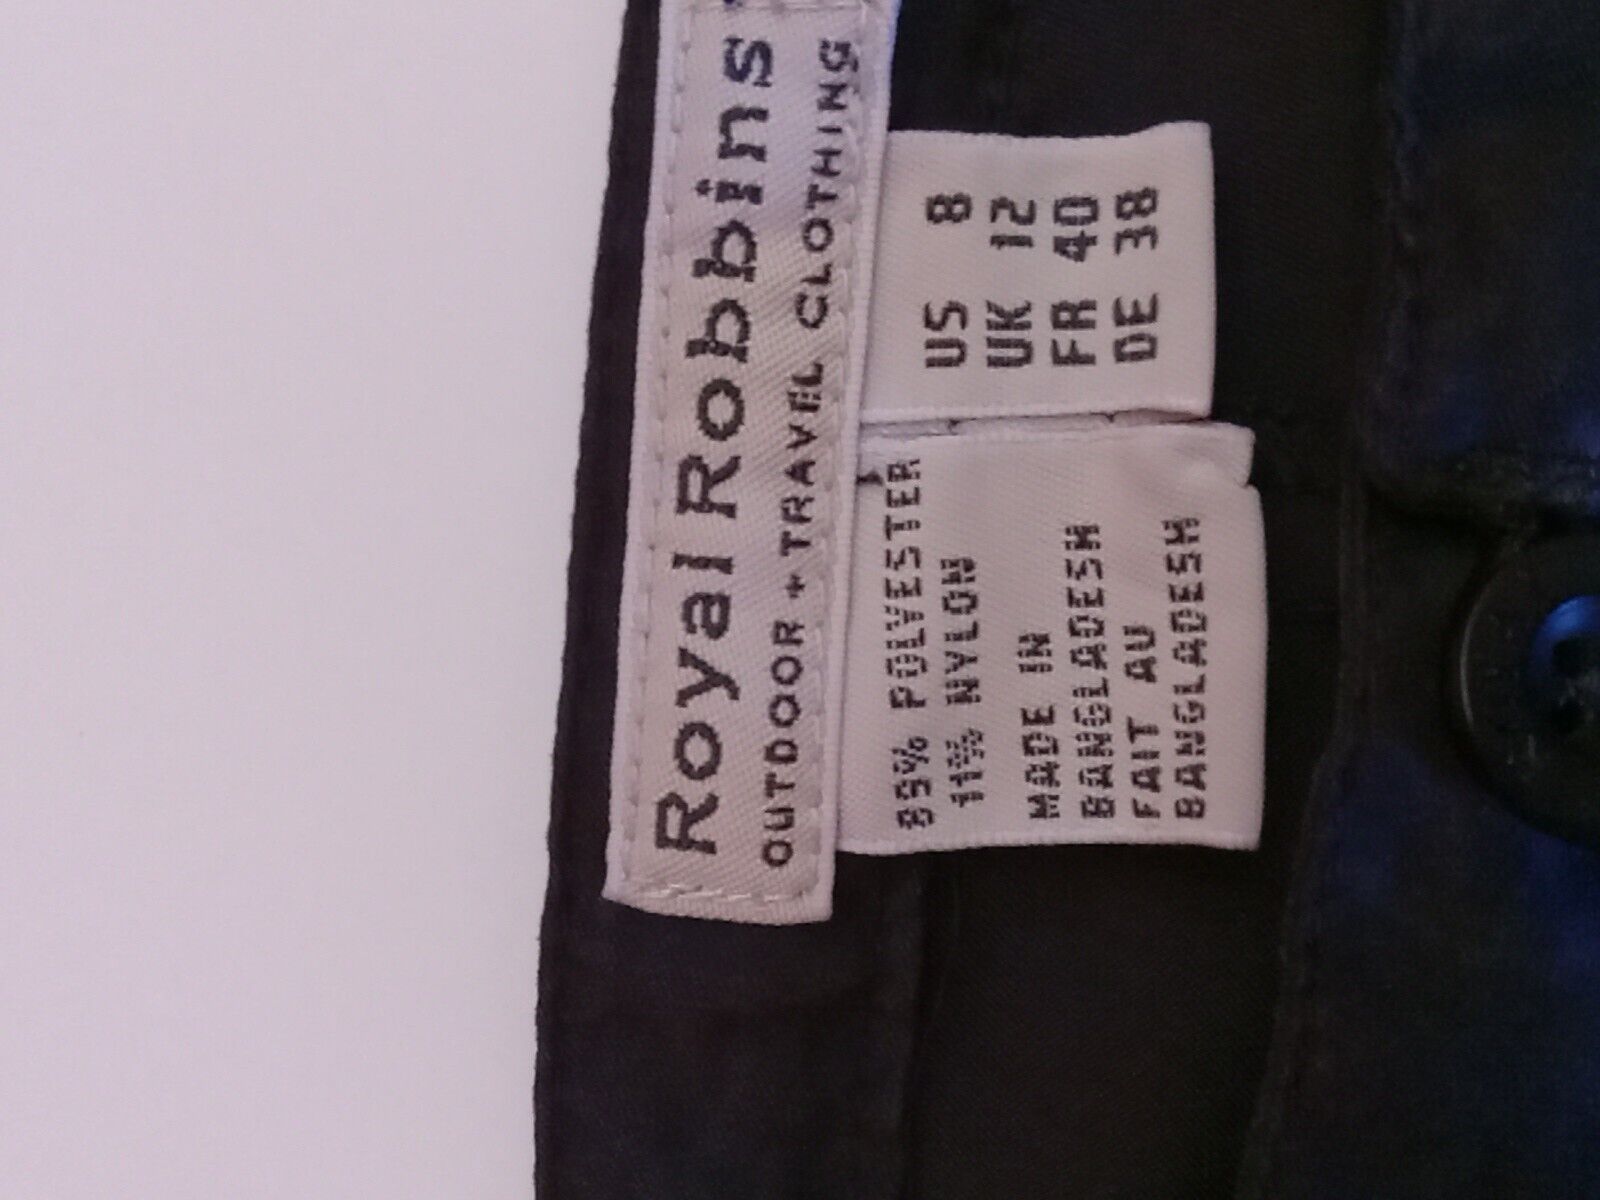 Royal Robbins
OUTDOOR + TRAVEL CLOTHING
US 8
UK 12
FR 40
DE 38
89% POLYESTER
11% NYLON
MADE IN
BANGLADESH
FAIT AU
BANGLADESH